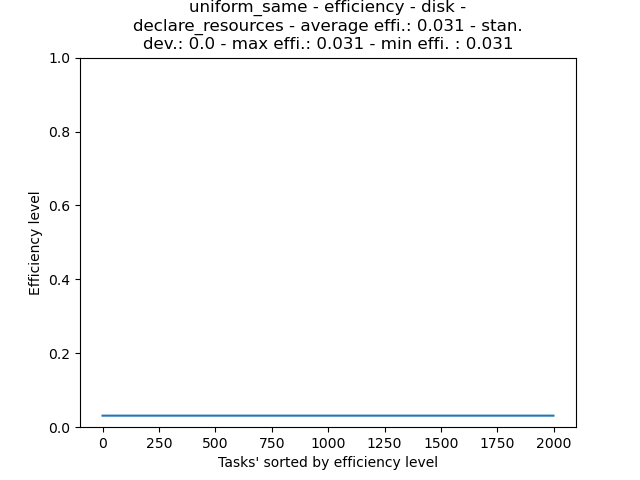 uniform_same - efficiency - disk -
declare_resources - average effi.: 0.031 - stan.
dev.: 0.0 - max effi.: 0.031 - min effi. : 0.031
1.0
0.8
0.6
0.4
0.2
0.0
Efficiency level
0 250 500 750 1000 1250 1500 1750 2000
Tasks' sorted by efficiency level